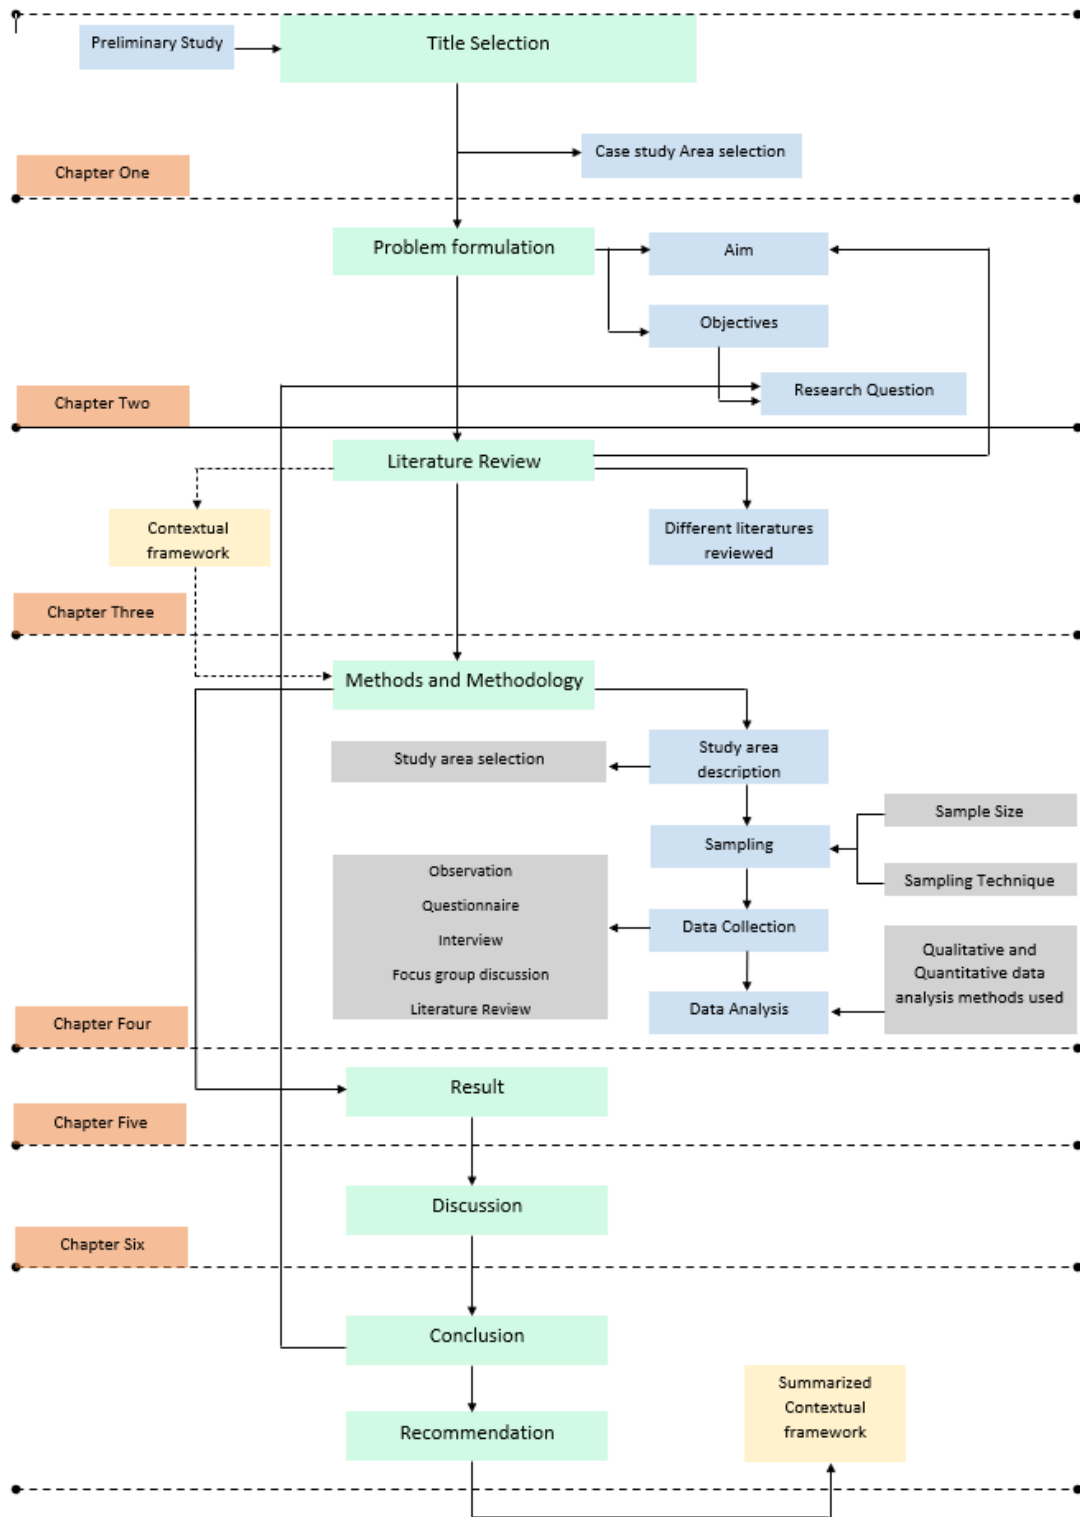 Preliminary Study
Title Selection
Case study Area selection
Chapter One
Problem formulation
Aim
Objectives
Research Question
Chapter Two
Literature Review
Contextual
framework
Different literatures
reviewed
Chapter Three
Methods and Methodology
Study area selection
Study area
description
Sample Size
Sampling
Sampling Technique
Observation
Questionnaire
Interview
Focus group discussion
Literature Review
Data Collection
Qualitative and
Quantitative data
analysis methods used
Data Analysis
Chapter Four
Result
Chapter Five
Discussion
Chapter Six
Conclusion
Recommendation
Summarized
Contextual
framework